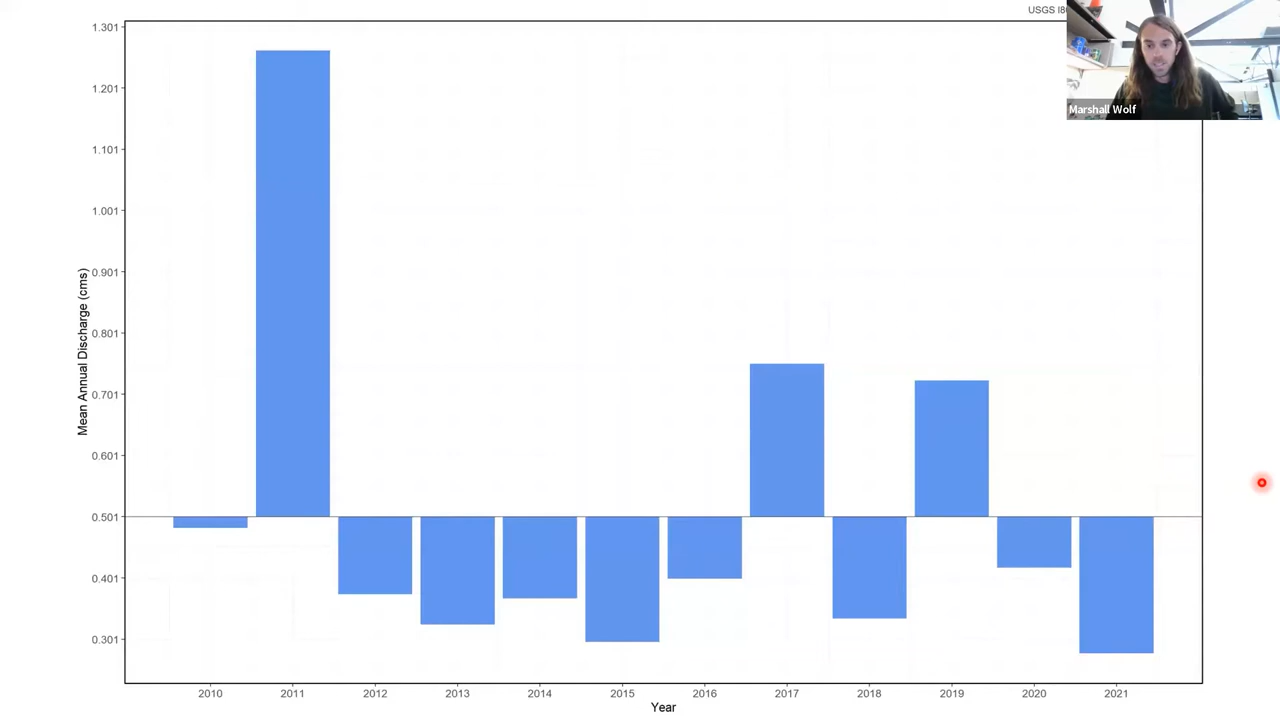 USGS
Marshall Wolf
1.301
1.201
1.101
1.001
0.901
0.801
0.701
0.601
0.501
0.401
0.301
Mean Annual Discharge (cms)
2010 2011 2012 2013 2014 2015 2016 2017 2018 2019 2020 2021
Year